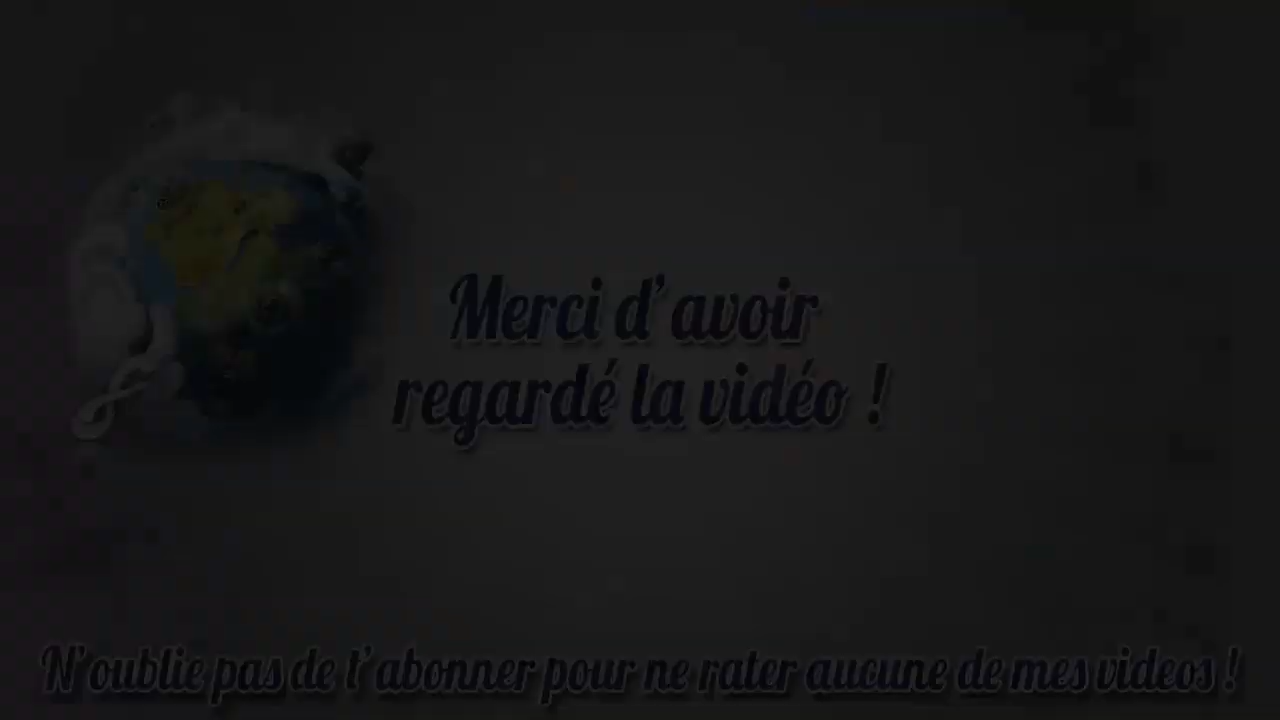 Merci d'avoir
regardé la vidéo !
N'oublie pas de t'abonner pour ne rater aucune de mes videos !